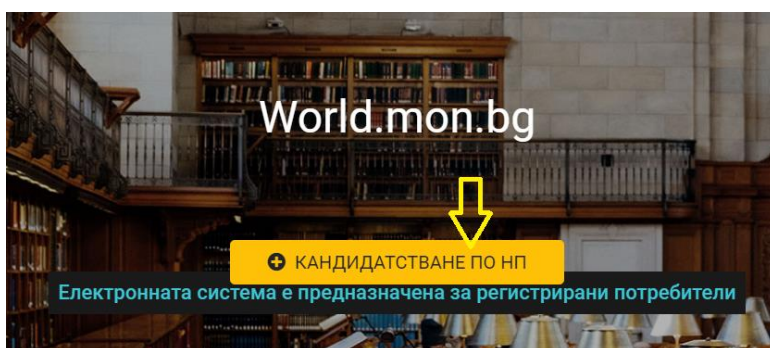 World.mon.bg
КАНДИДАТСТВАНЕ ПО НП
Електронната система е предназначена за регистрирани потребители